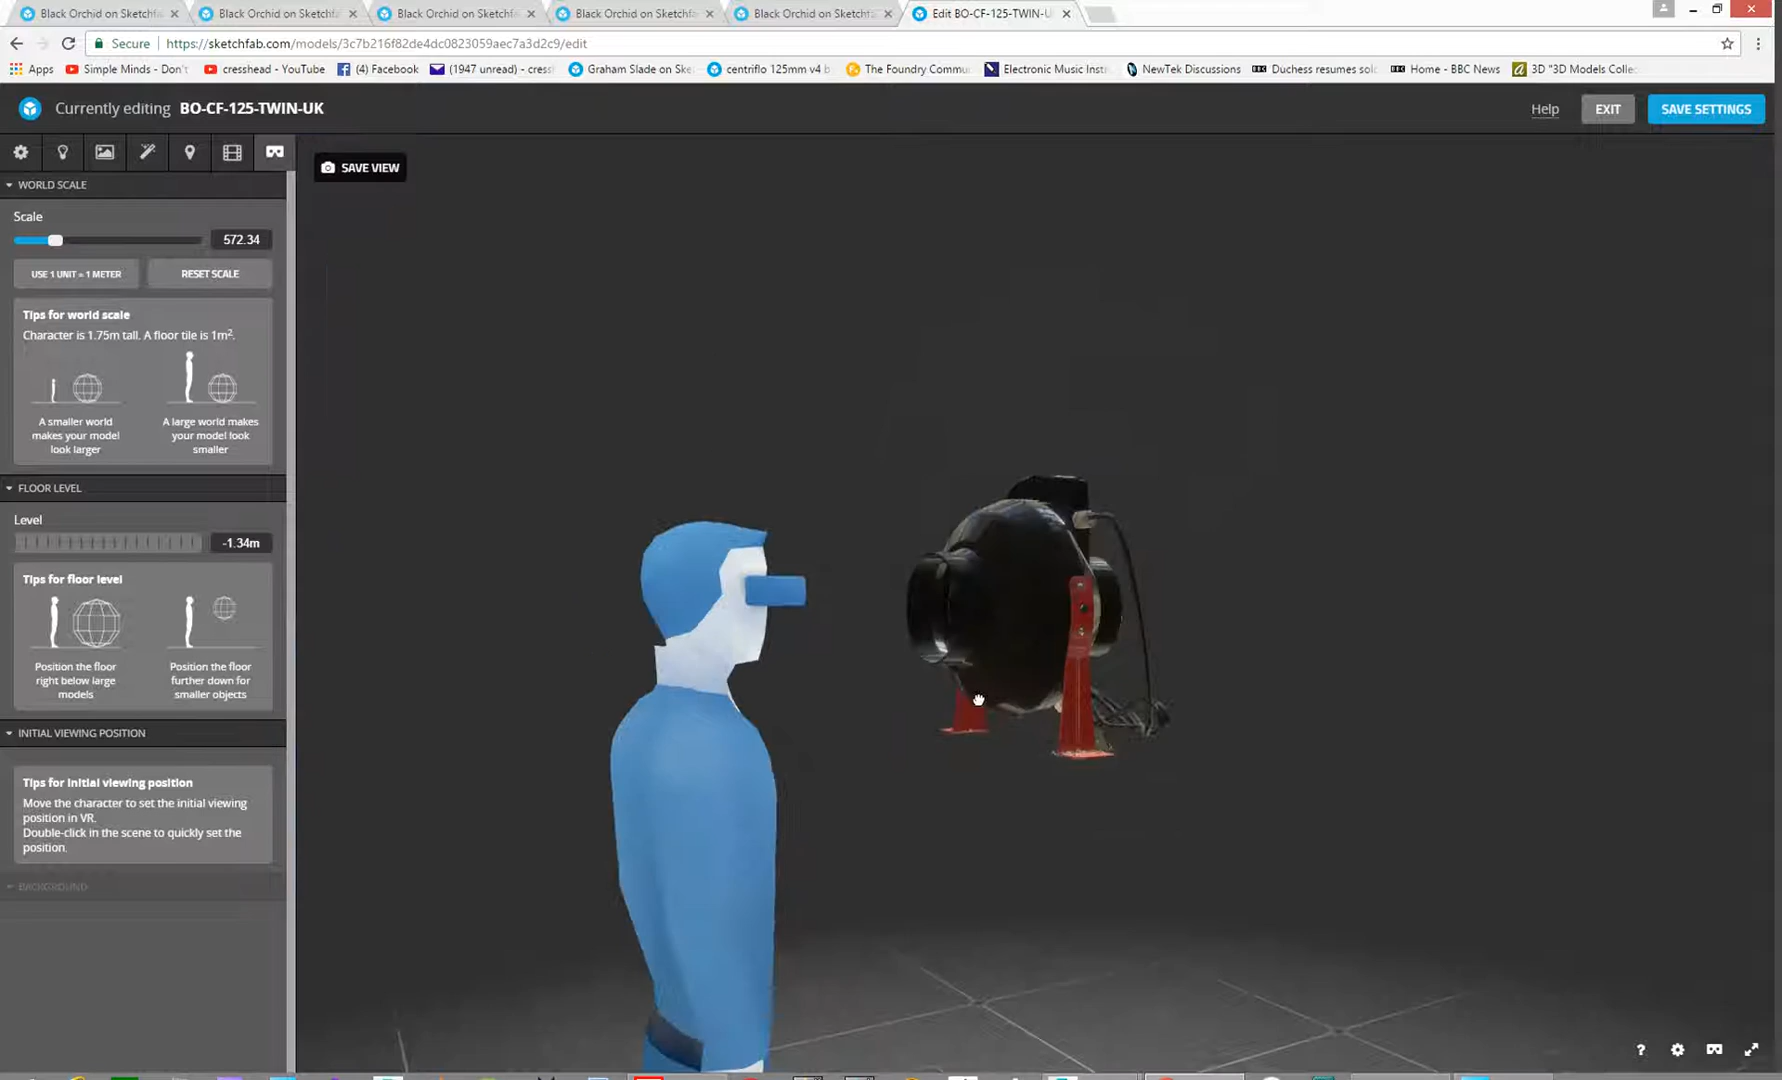 Black Orchid on Sketchfa
Black Orchid on Sketchfa
Black Orchid on Sketchf
Black Orchid on Sketchfa
Black Orchid on Sketchfa
Edit BO-CF-125-TWIN-U
Secure
https://sketchfab.com/models/3c7b216f82de4dc0823059aec7a3d2c9/edit
Apps
Simple Minds - Don't
cresshead - YouTube
(4) Facebook
(1947 unread) - cress
Graham Slade on Ske
centriflo 125mm v4 b
The Foundry Commu
Electronic Music Inst
NewTek Discussions
Duchess resumes solo
Home - BBC News
3D "3D Models Collec
Currently editing BO-CF-125-TWIN-UK
Help
EXIT
SAVE SETTINGS
SAVE VIEW
WORLD SCALE
Scale
572.34
USE 1 UNIT = 1 METER
RESET SCALE
Tips for world scale
Character is 1.75m tall. A floor tile is 1m².
A smaller world
makes your model
look larger
A large world makes
your model look
smaller
FLOOR LEVEL
Level
-1.34m
Tips for floor level
Position the floor
right below large
models
Position the floor
further down for
smaller objects
INITIAL VIEWING POSITION
Tips for initial viewing position
Move the character to set the initial viewing
position in VR.
Double-click in the scene to quickly set the
position.
BACKGROUND
?